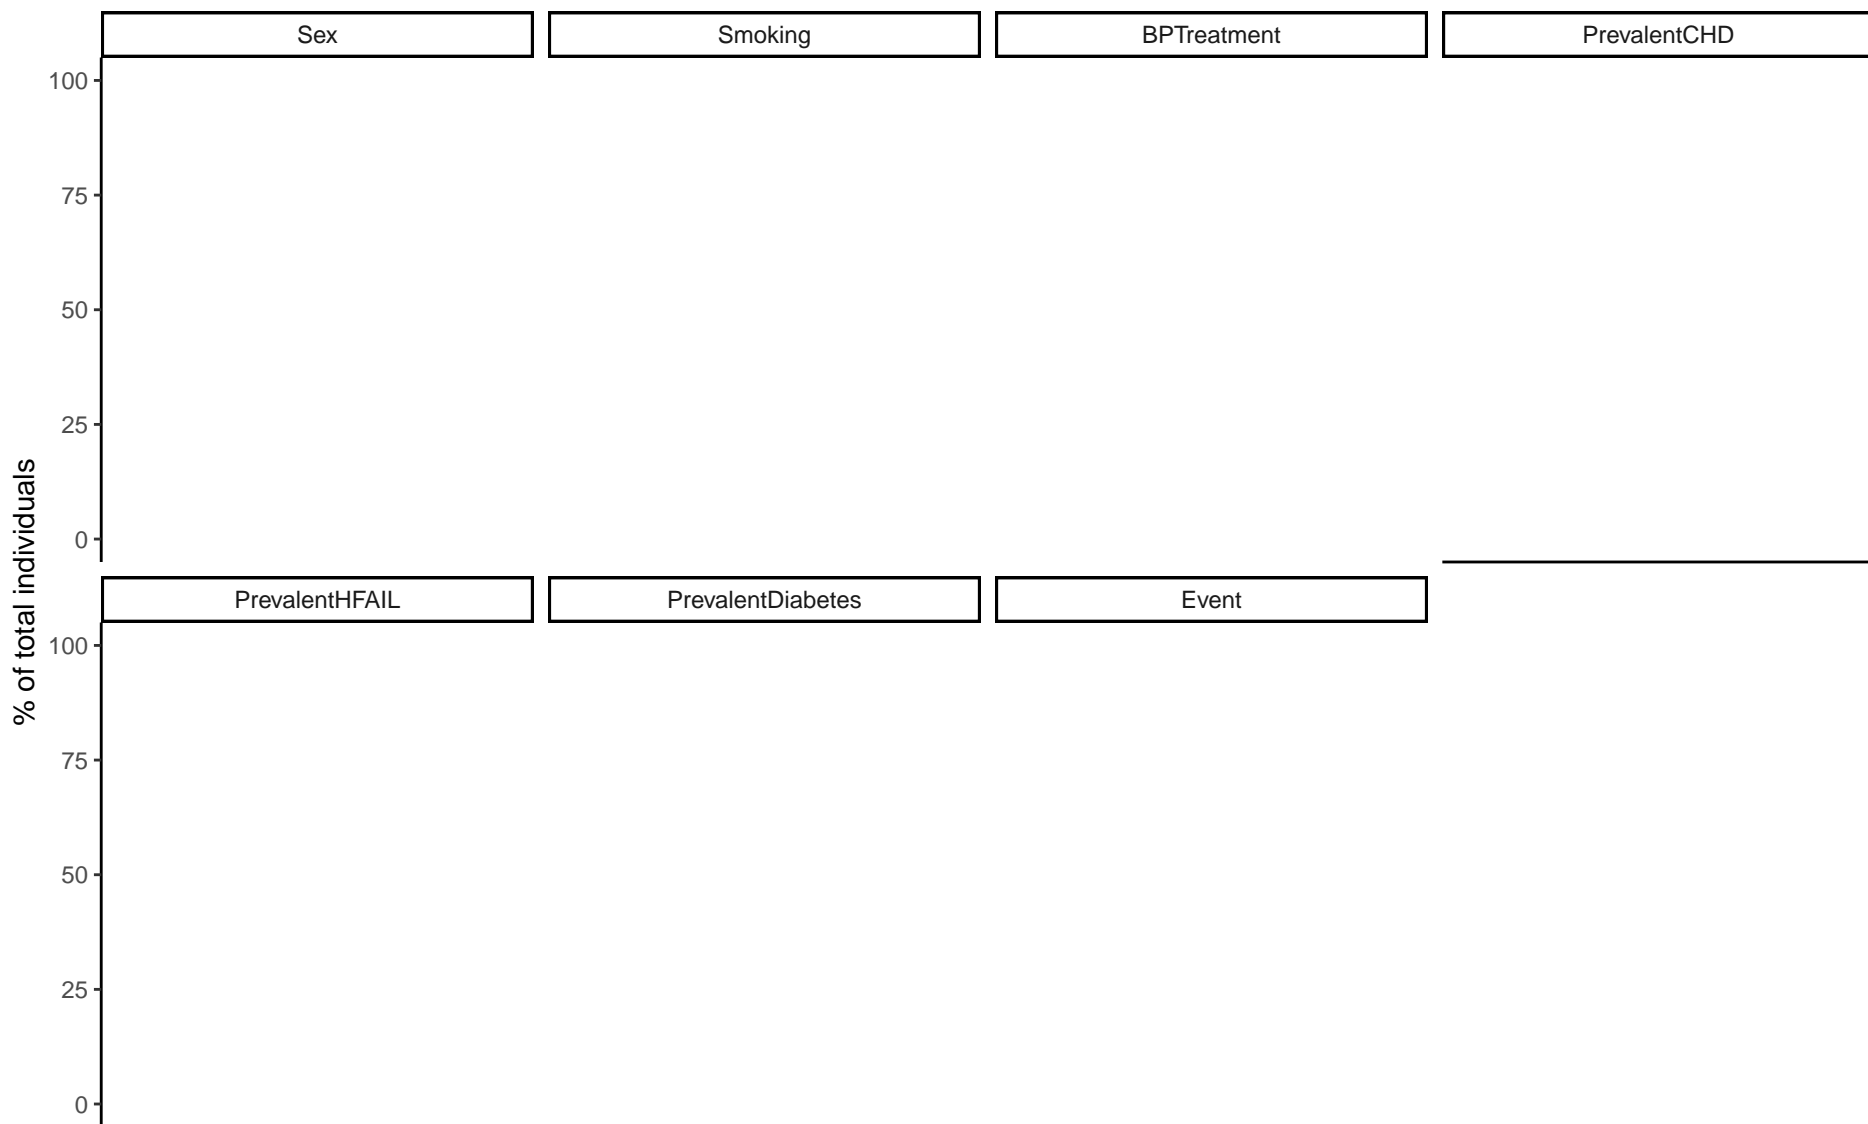 Sex
Smoking
BPTreatment
PrevalentCHD
100
75
50
25
0
% of total individuals
PrevalentHFAIL
PrevalentDiabetes
Event
100
75
50
25
0